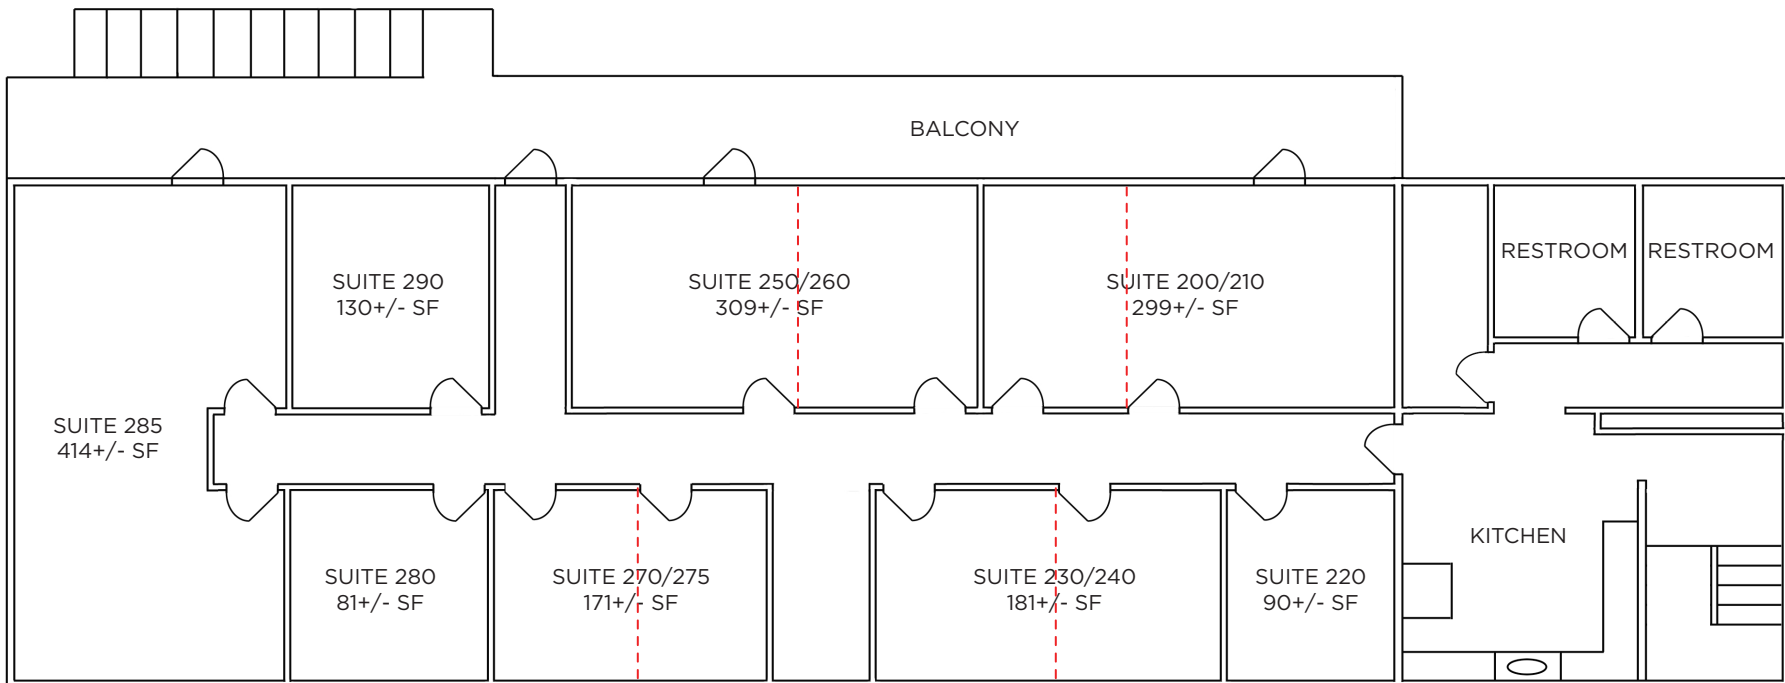 BALCONY
RESTROOM
RESTROOM
SUITE 290
130+/- SF
SUITE 250/260
309+/- SF
SUITE 200/210
299+/- SF
SUITE 285
414+/- SF
KITCHEN
SUITE 280
81+/- SF
SUITE 270/275
171+/- SF
SUITE 230/240
181+/- SF
SUITE 220
90+/- SF